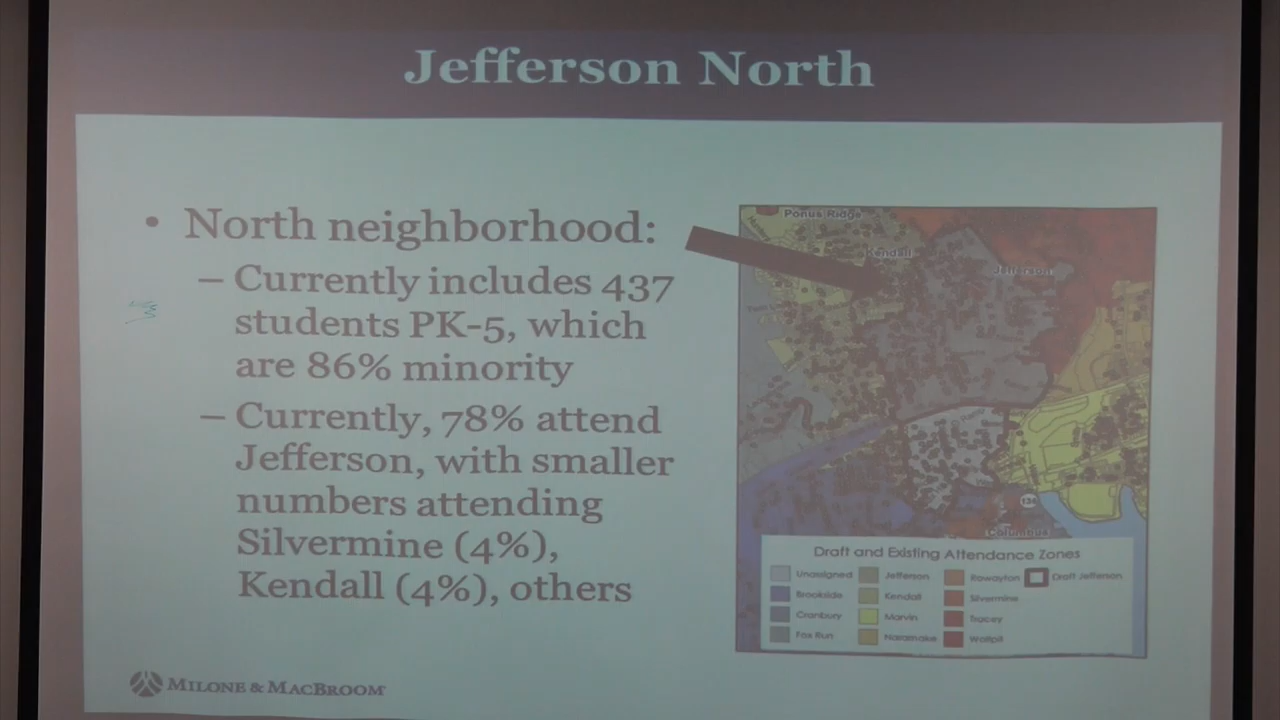 Jefferson North
• North neighborhood:
– Currently includes 437
students PK-5, which
are 86% minority
– Currently, 78% attend
Jefferson, with smaller
numbers attending
Silvermine (4%),
Kendall (4%), others
Ponus Ridge
Kendall
Jefferson
136
Columbus
Draft and Existing Attendance Zones
Unassigned Jefferson Rowayton Draft Jefferson
Brookside Kendall Silvermine
Cranbury Marvin Tracey
Fox Run Naramake Wolfpit
MILONE & MACBROOM